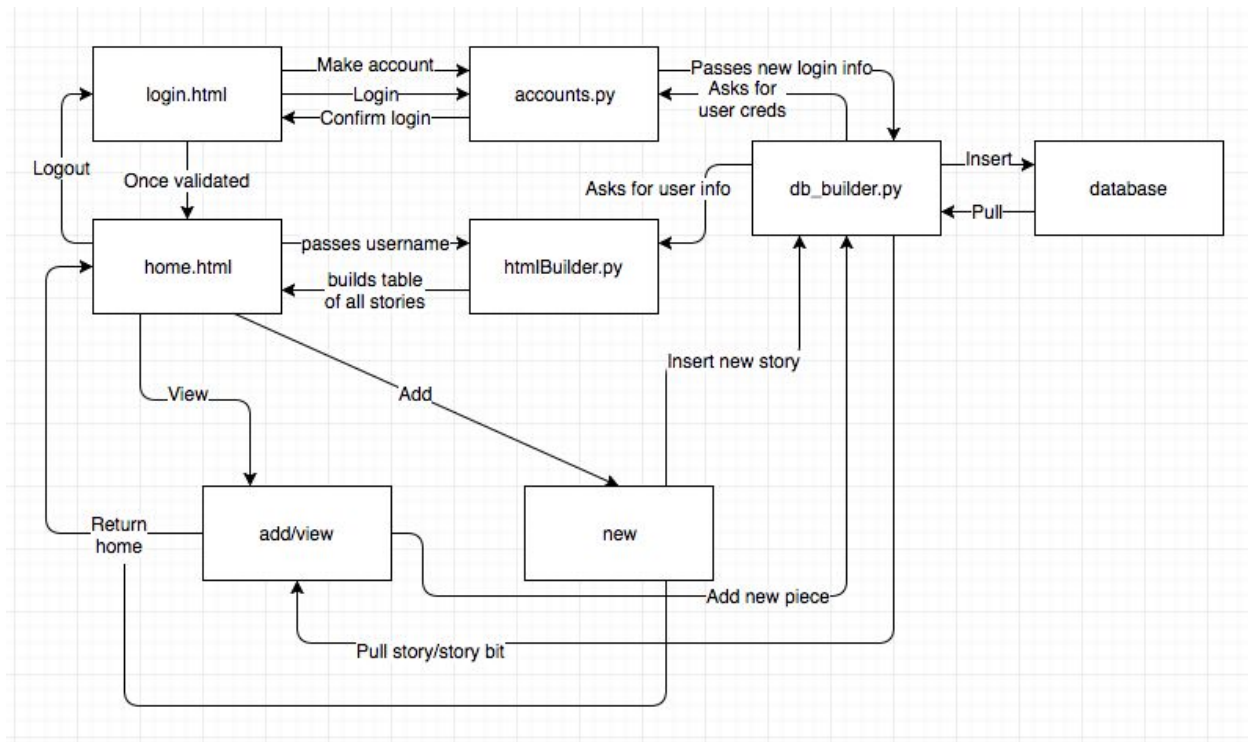 Make account
Passes new login info
login.html
Login
accounts.py
Asks for
user creds
Confirm login
Logout
Once validated
Insert
Asks for user info
db_builder.py
database
Pull
passes username
home.html
htmlBuilder.py
builds table
of all stories
Insert new story
View
Add
Return
home
add/view
new
Add new piece
Pull story/story bit